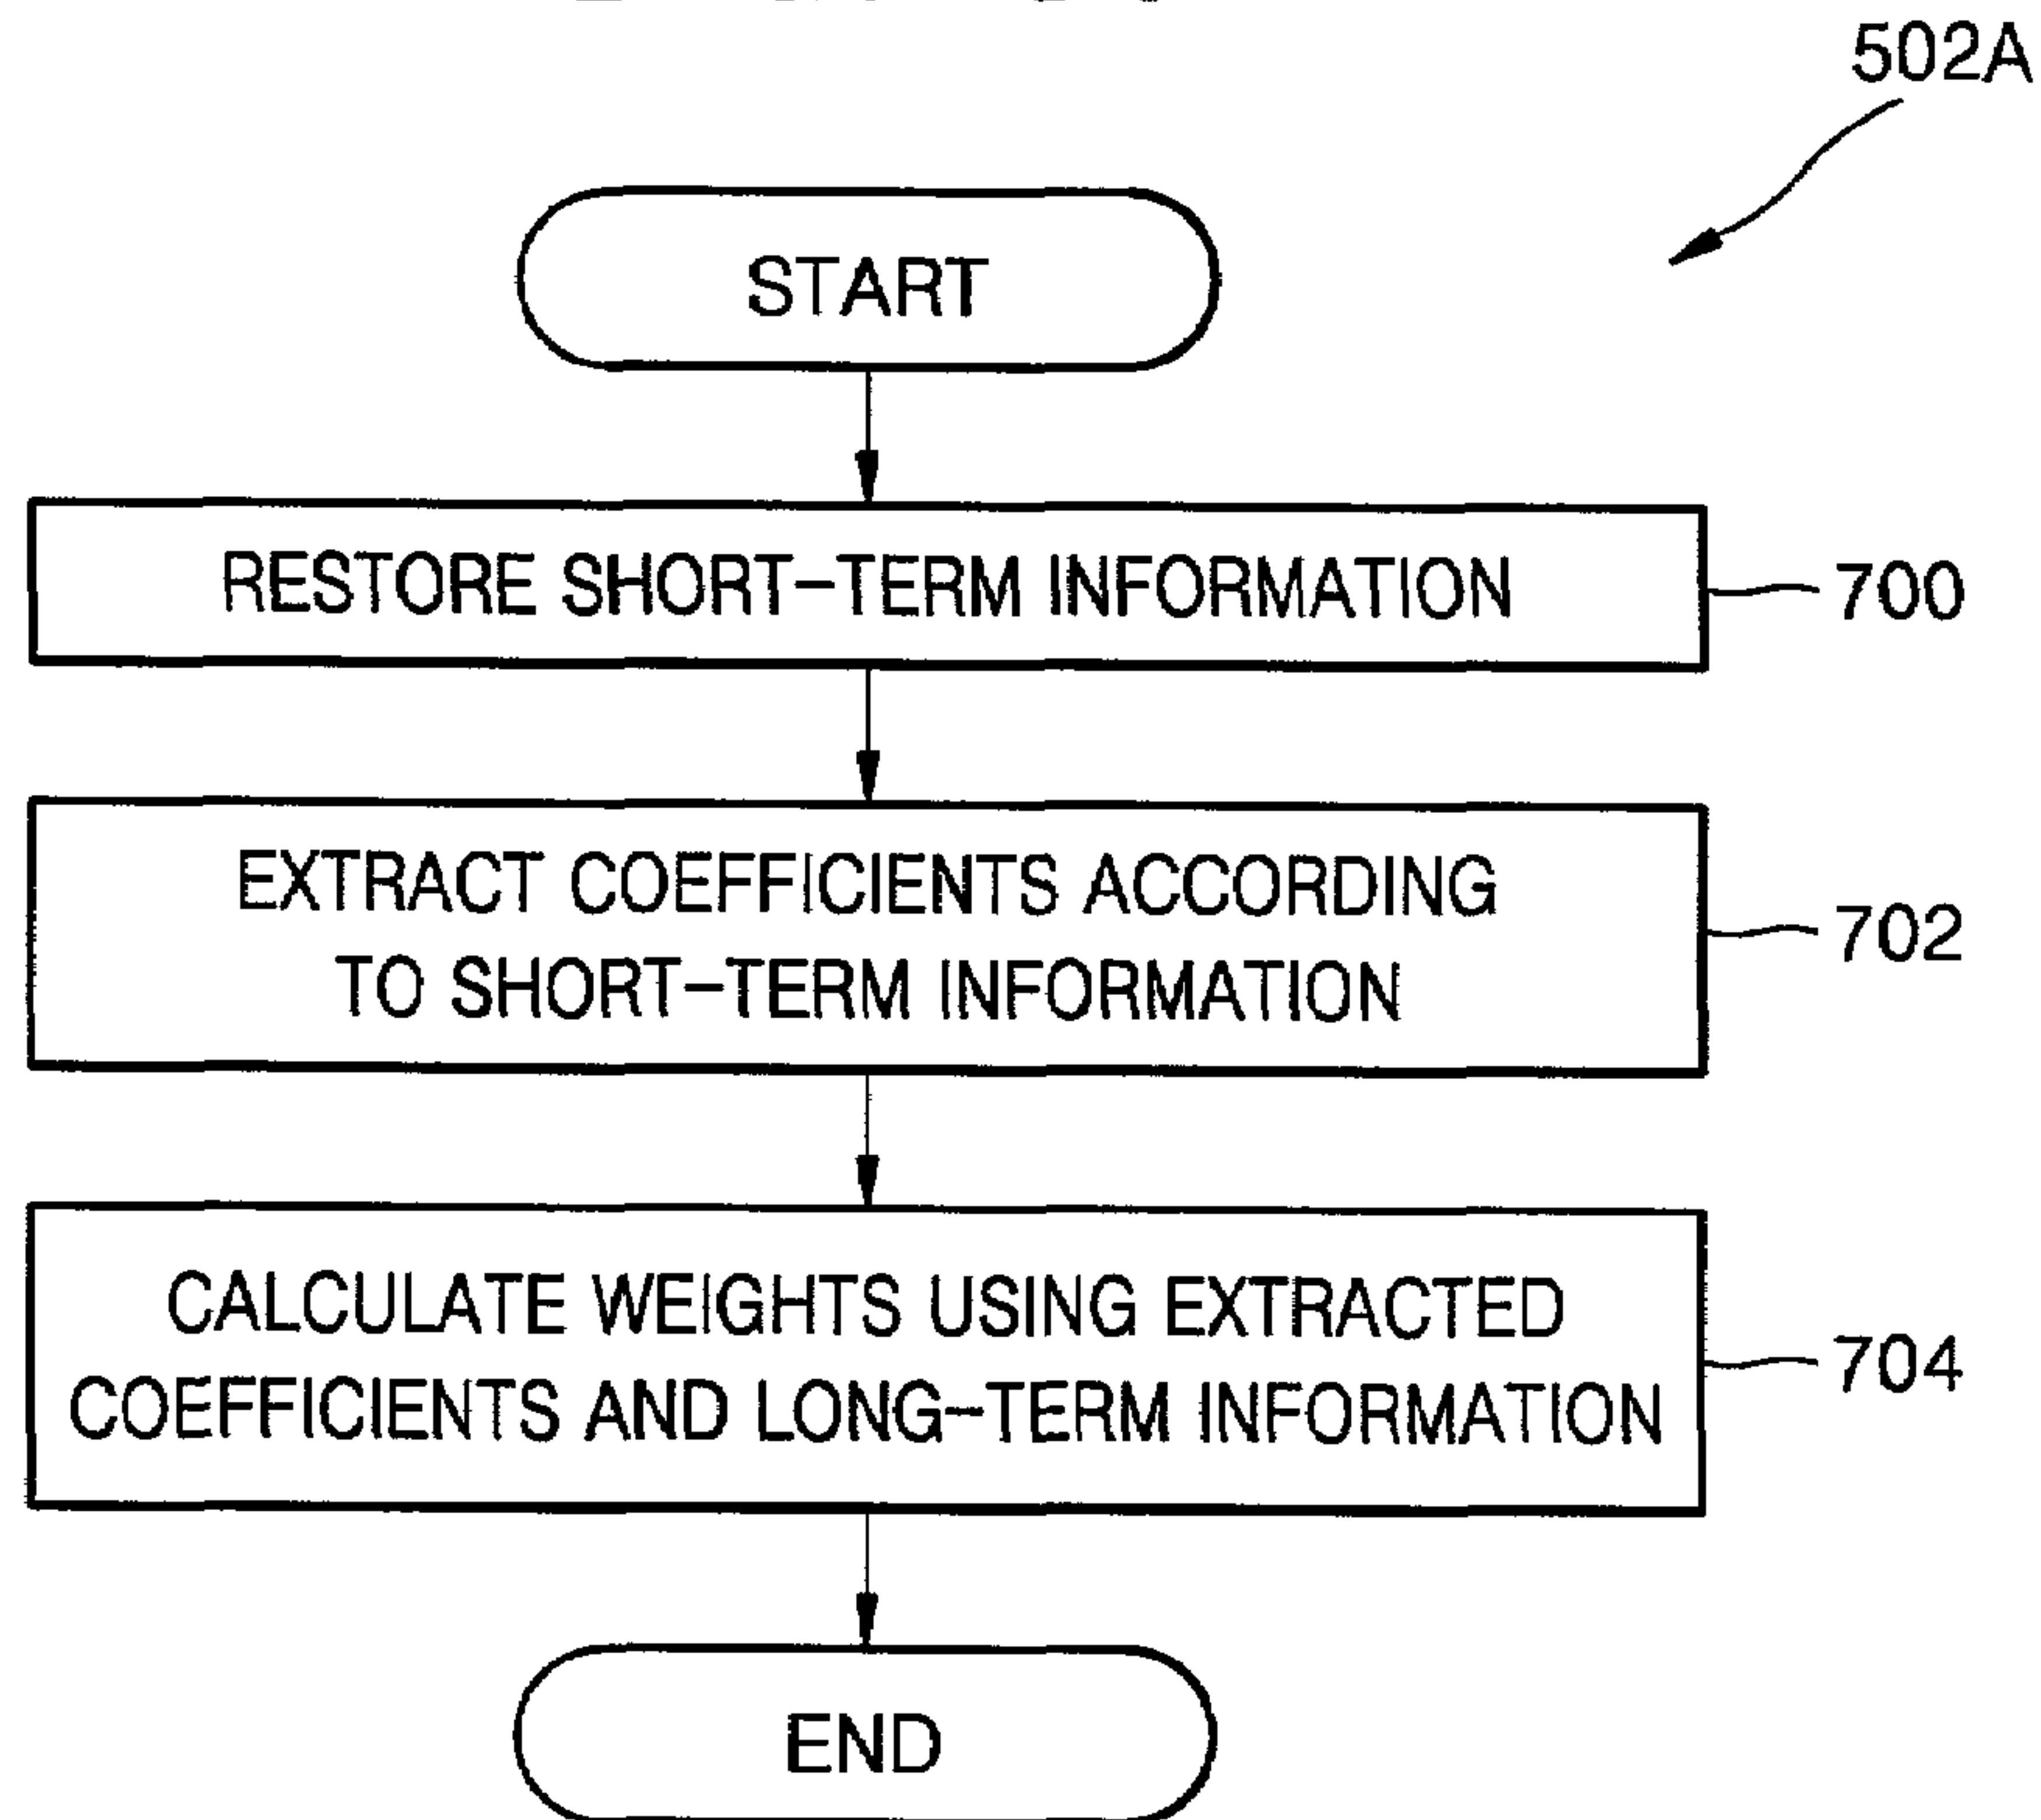 502A
START
RESTORE SHORT-TERM INFORMATION
700
EXTRACT COEFFICIENTS ACCORDING
TO SHORT-TERM INFORMATION
702
CALCULATE WEIGHTS USING EXTRACTED
COEFFICIENTS AND LONG-TERM INFORMATION
704
END